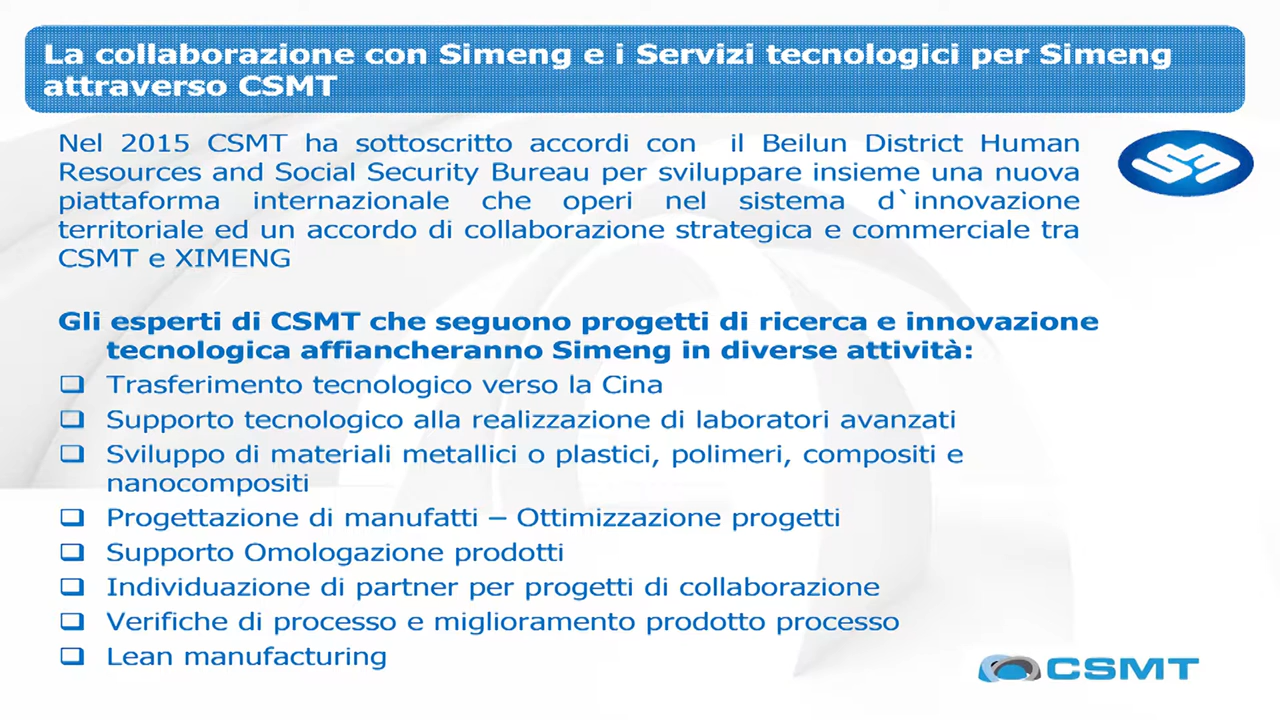 La collaborazione con Simeng e i Servizi tecnologici per Simeng
attraverso CSMT
Nel 2015 CSMT ha sottoscritto accordi con il Beilun District Human
Resources and Social Security Bureau per sviluppare insieme una nuova
piattaforma internazionale che operi nel sistema d`innovazione
territoriale ed un accordo di collaborazione strategica e commerciale tra
CSMT e XIMENG
Gli esperti di CSMT che seguono progetti di ricerca e innovazione
tecnologica affiancheranno Simeng in diverse attività:
❑ Trasferimento tecnologico verso la Cina
❑ Supporto tecnologico alla realizzazione di laboratori avanzati
❑ Sviluppo di materiali metallici o plastici, polimeri, compositi e
nanocompositi
❑ Progettazione di manufatti – Ottimizzazione progetti
❑ Supporto Omologazione prodotti
❑ Individuazione di partner per progetti di collaborazione
❑ Verifiche di processo e miglioramento prodotto processo
❑ Lean manufacturing
CSMT